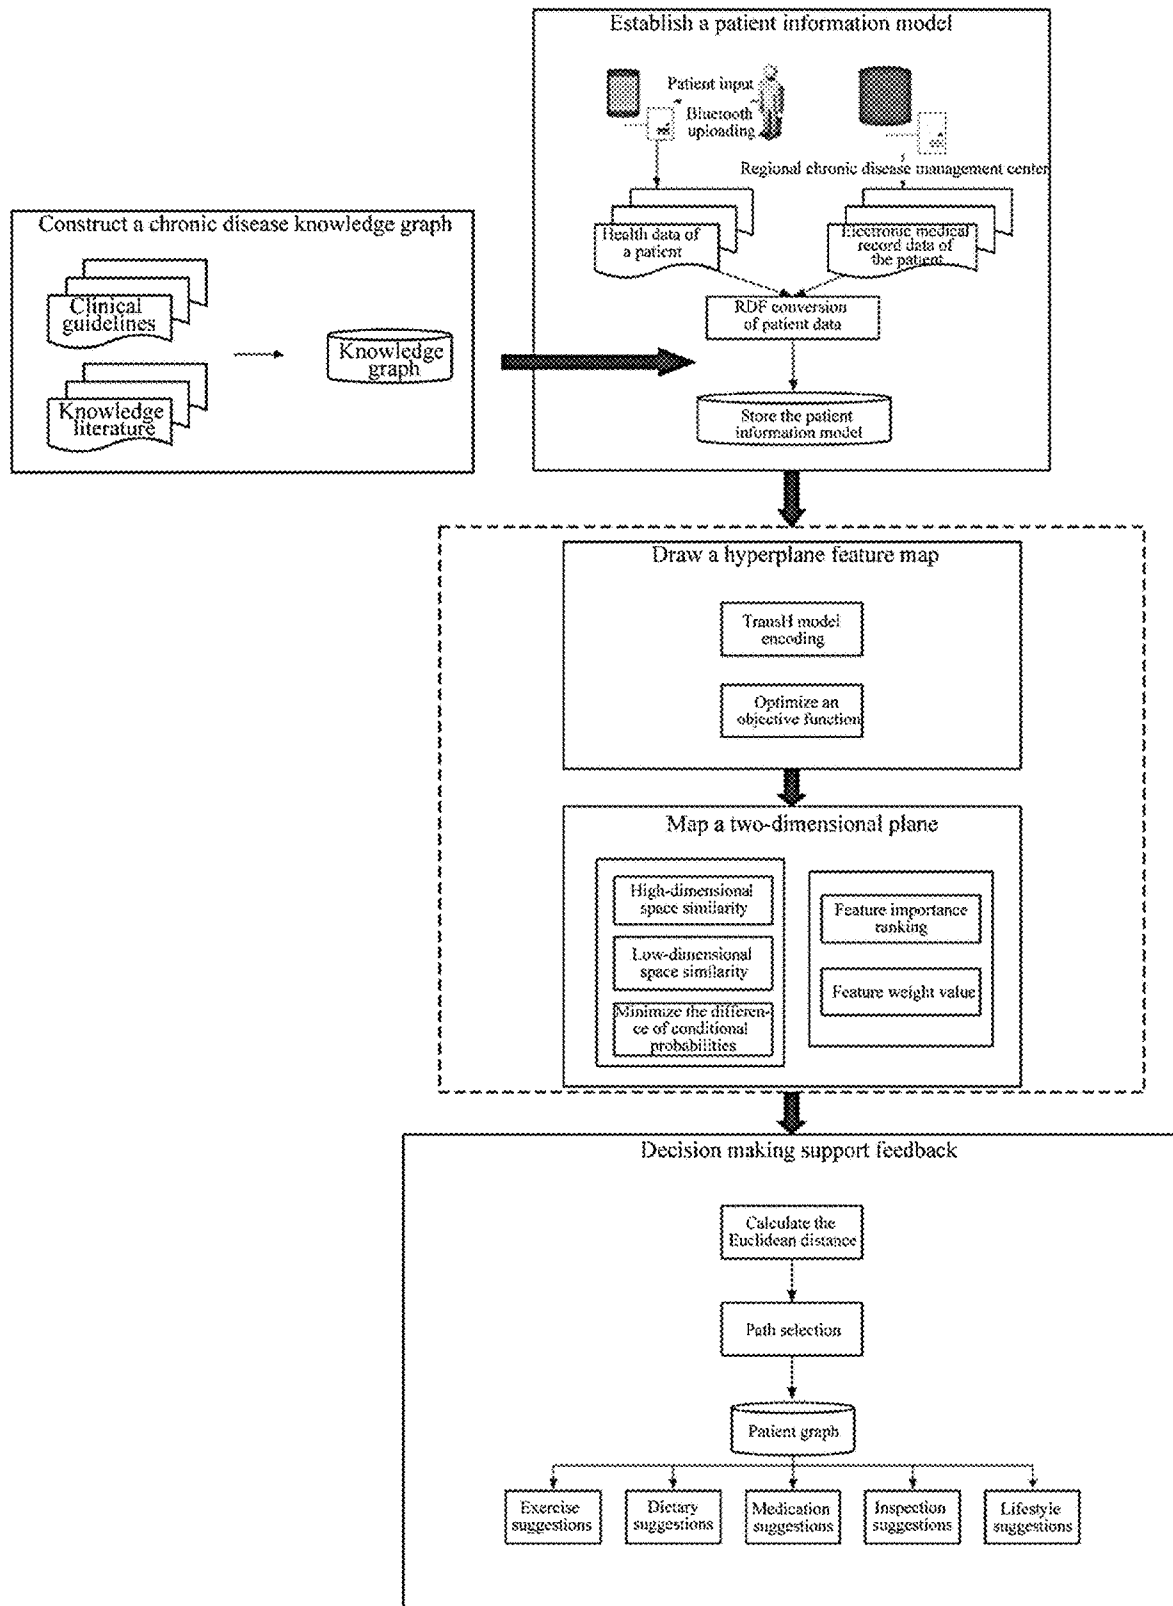 Establish a patient information model
Patient input
Bluetooth
uploading
Regional chronic disease management center
Health data of
a patient
Electronic medical
record data of
the patient
RDF conversion
of patient data
Store the patient
information model
Construct a chronic disease knowledge graph
Clinical
guidelines
Knowledge
literature
Knowledge
graph
Draw a hyperplane feature map
TransH model
encoding
Optimize an
objective function
Map a two-dimensional plane
High-dimensional
space similarity
Low-dimensional
space similarity
Minimize the differen-
ce of conditional
probabilities
Feature importance
ranking
Feature weight value
Decision making support feedback
Calculate the
Euclidean distance
Path selection
Patient graph
Exercise
suggestions
Dietary
suggestions
Medication
suggestions
Inspection
suggestions
Lifestyle
suggestions